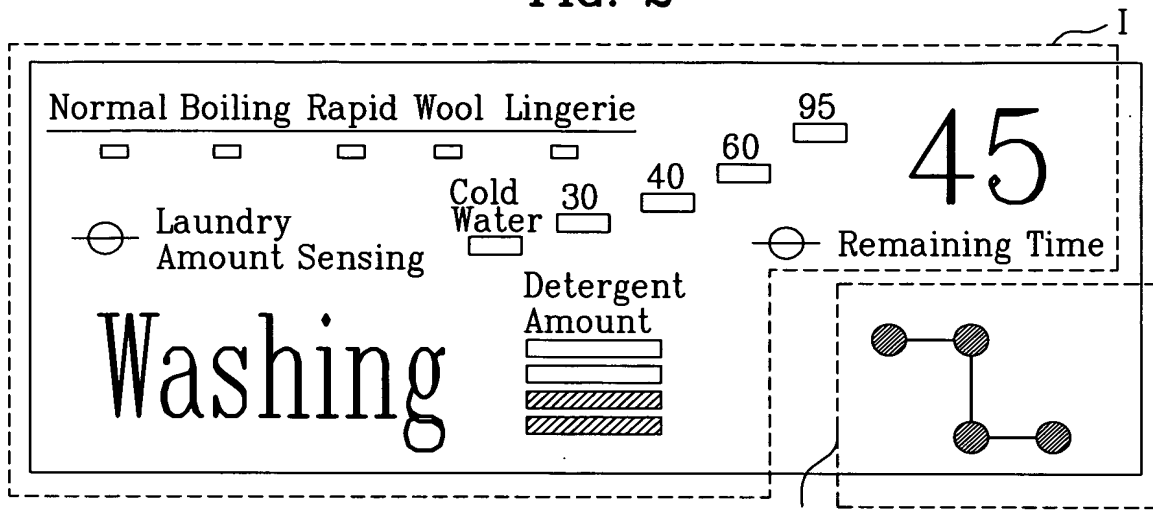 I
Normal Boiling Rapid Wool Lingerie
95
60
40
30
Cold
Water
45
Laundry
Amount Sensing
Remaining Time
Detergent
Amount
Washing